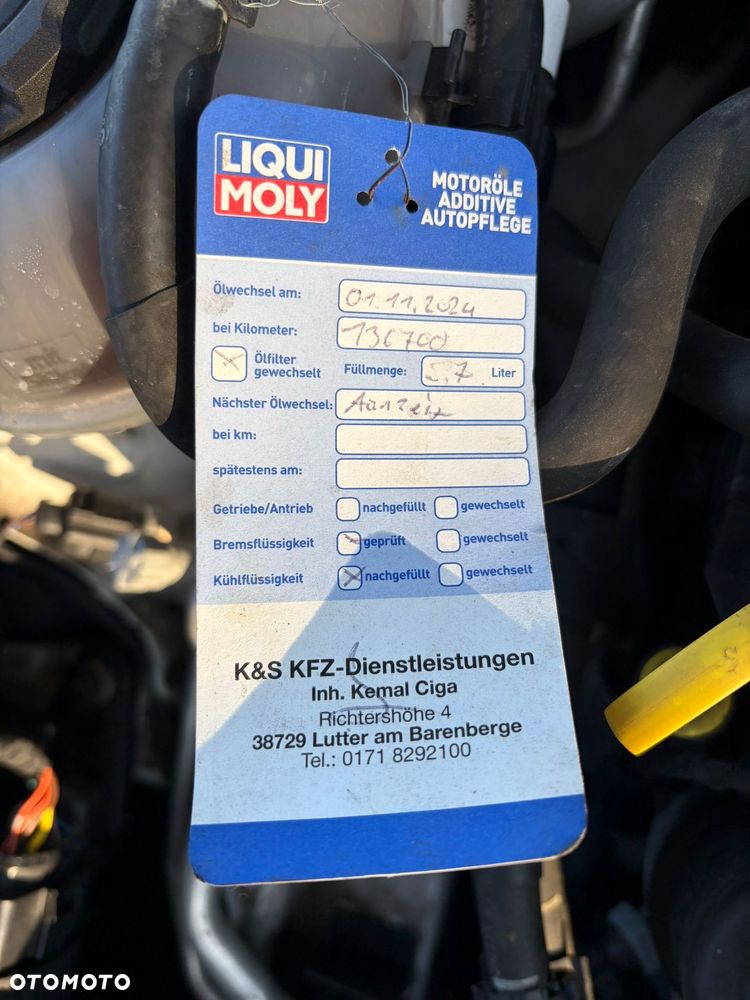 LIQUI
MOLY
MOTORÖLE
ADDITIVE
AUTOPFLEGE
Ölwechsel am: 01.11.2024
bei Kilometer: 136700
Ölfilter
gewechselt
Füllmenge: 5.7 Liter
Nächster Ölwechsel:
bei km:
spätestens am:
Getriebe/Antrieb nachgefüllt gewechselt
Bremsflüssigkeit geprüft gewechselt
Kühlflüssigkeit nachgefüllt gewechselt
K&S KFZ-Dienstleistungen
Inh. Kemal Ciga
Richtershöhe 4
38729 Lutter am Barenberge
Tel.: 0171 8292100
OTOMOTO